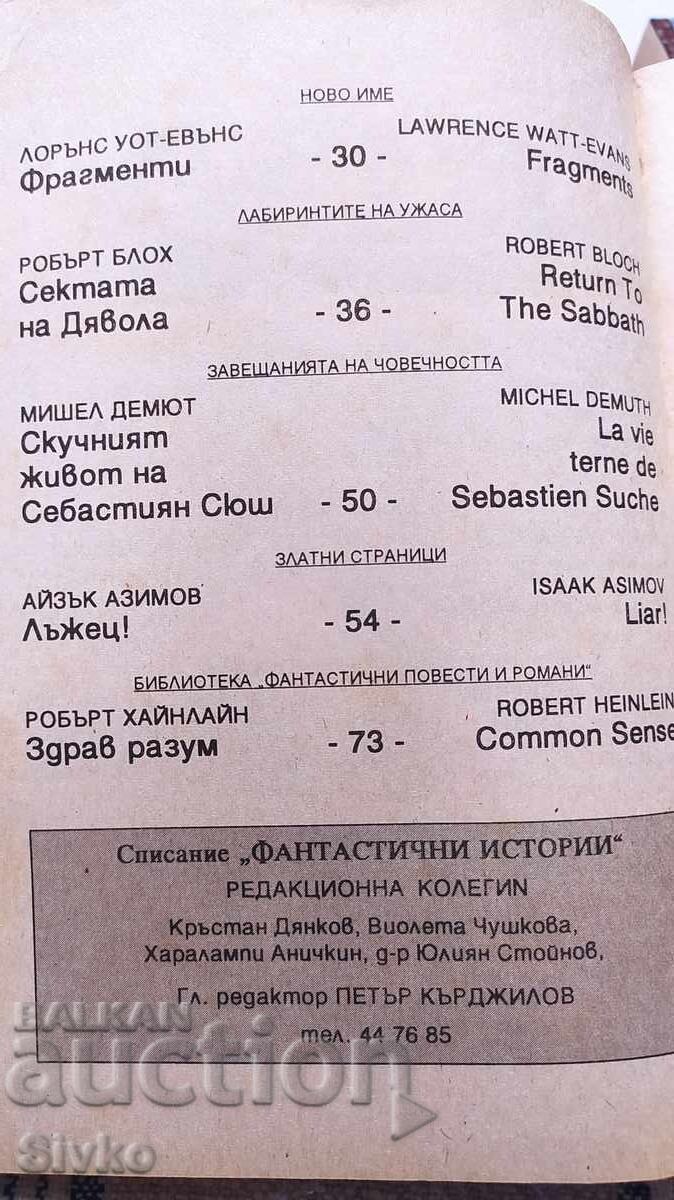 НОВО ИМЕ
ЛОРЪНС УОТ-ЕВЪНС
Фрагменти
- 30 -
LAWRENCE WATT-EVANS
Fragments
ЛАБИРИНТИТЕ НА УЖАСА
РОБЪРТ БЛОХ
Сектата
на Дявола
- 36 -
ROBERT BLOCH
Return To
The Sabbath
ЗАВЕЩАНИЯТА НА ЧОВЕЧНОСТТА
МИШЕЛ ДЕМЮТ
Скучният
живот на
Себастиян Сюш
- 50 -
MICHEL DEMUTH
La vie
terne de
Sebastien Suche
ЗЛАТНИ СТРАНИЦИ
АЙЗЪК АЗИМОВ
Лъжец!
- 54 -
ISAAK ASIMOV
Liar!
БИБЛИОТЕКА „ФАНТАСТИЧНИ ПОВЕСТИ И РОМАНИ“
РОБЪРТ ХАЙНЛАЙН
Здрав разум
- 73 -
ROBERT HEINLEIN
Common Sense
Списание „ФАНТАСТИЧНИ ИСТОРИИ“
РЕДАКЦИОННА КОЛЕГИN
Кръстан Дянков, Виолета Чушкова,
Харалампи Аничкин, д-р Юлиян Стойнов,
Гл. редактор ПЕТЪР КЪРДЖИЛОВ
тел. 44 76 85
BALKAN
auction
Sivko